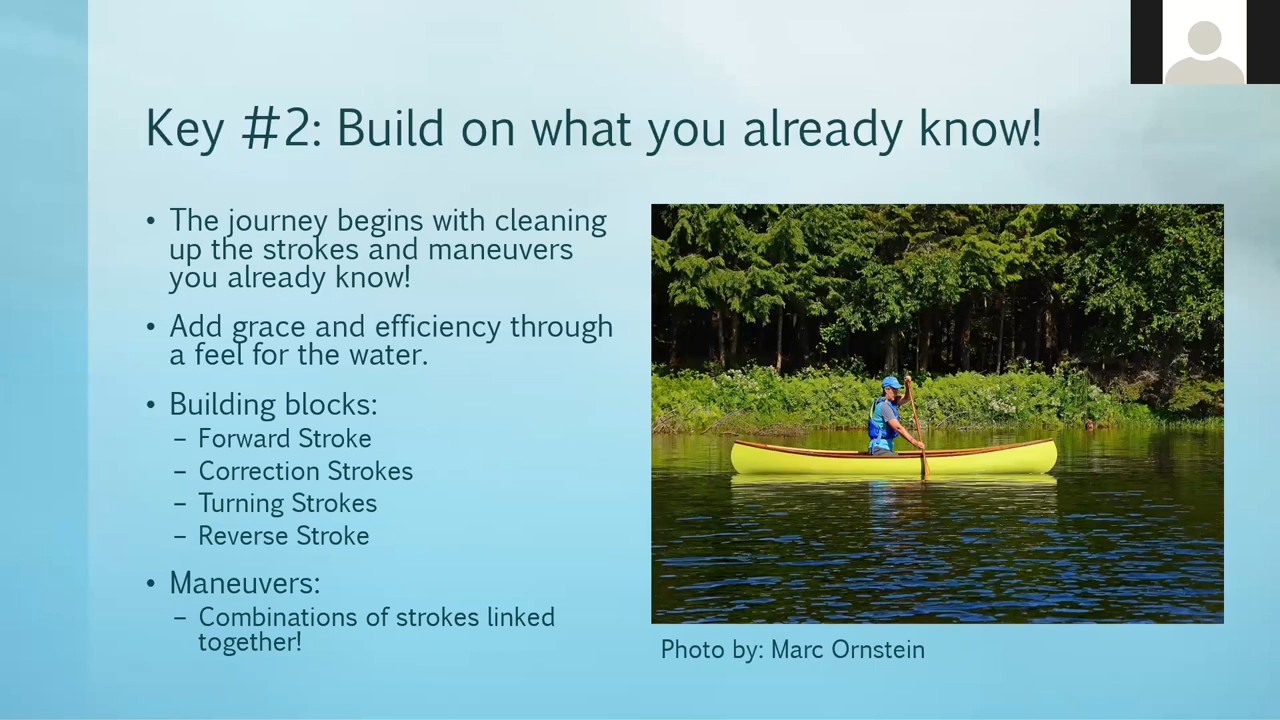 Key #2: Build on what you already know!
• The journey begins with cleaning
up the strokes and maneuvers
you already know!
• Add grace and efficiency through
a feel for the water.
• Building blocks:
– Forward Stroke
– Correction Strokes
– Turning Strokes
– Reverse Stroke
• Maneuvers:
– Combinations of strokes linked
together!
Photo by: Marc Ornstein